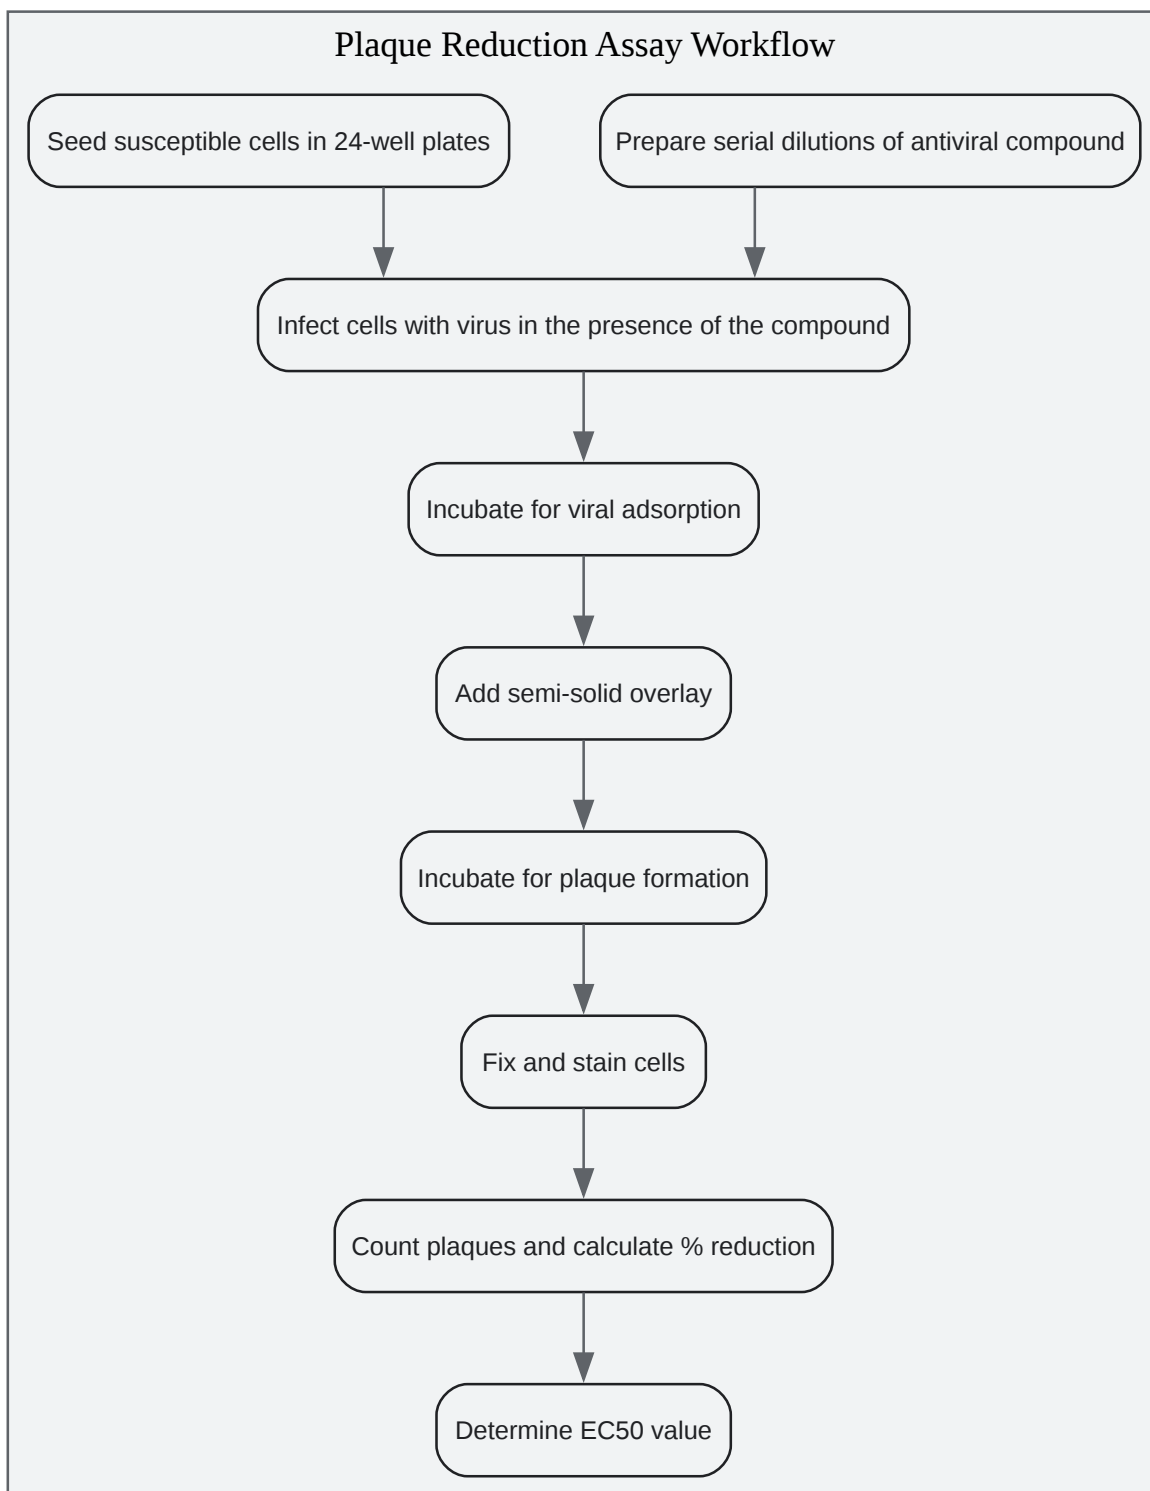 Plaque Reduction Assay Workflow
Seed susceptible cells in 24-well plates
Prepare serial dilutions of antiviral compound
Infect cells with virus in the presence of the compound
Incubate for viral adsorption
Add semi-solid overlay
Incubate for plaque formation
Fix and stain cells
Count plaques and calculate % reduction
Determine EC50 value